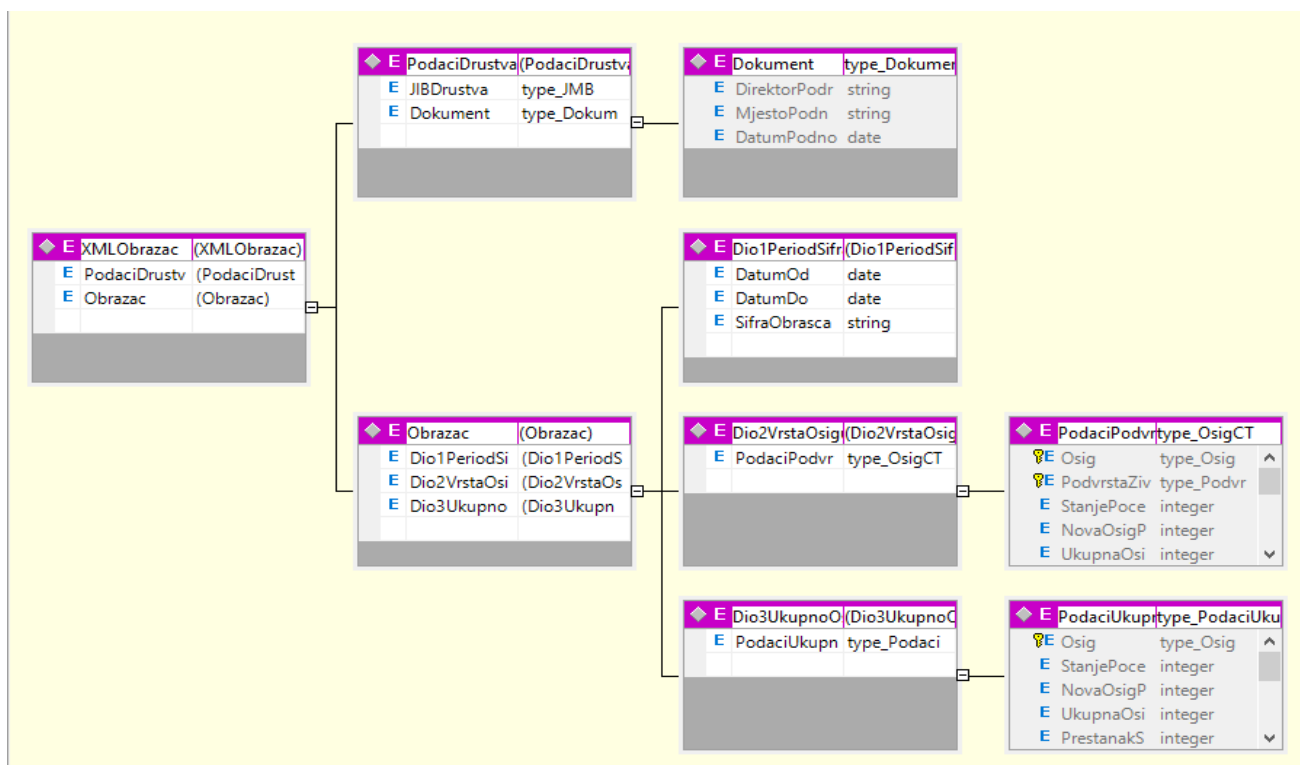 E PodaciDrustva (PodaciDrustva
E JIBDrustva type_JMB
E Dokument type_Dokum
E Dokument type_Dokumen
E DirektorPodr string
E MjestoPodn string
E DatumPodno date
E XMLObrazac (XMLObrazac)
E PodaciDrustv (PodaciDrust
E Obrazac (Obrazac)
E Dio1PeriodSifr (Dio1PeriodSif
E DatumOd date
E DatumDo date
E SifraObrasca string
E Obrazac (Obrazac)
E Dio1PeriodSi (Dio1PeriodS
E Dio2VrstaOsi (Dio2VrstaOs
E Dio3Ukupno (Dio3Ukupn
E Dio2VrstaOsig (Dio2VrstaOsig
E PodaciPodvr type_OsigCT
E PodaciPodvr type_OsigCT
E Osig type_Osig
E PodvrstaZiv type_Podvr
E StanjePoce integer
E NovaOsigP integer
E UkupnaOsi integer
E Dio3UkupnoO (Dio3UkupnoO
E PodaciUkupn type_Podaci
E PodaciUkupn type_PodaciUku
E Osig type_Osig
E StanjePoce integer
E NovaOsigP integer
E UkupnaOsi integer
E PrestanakS integer